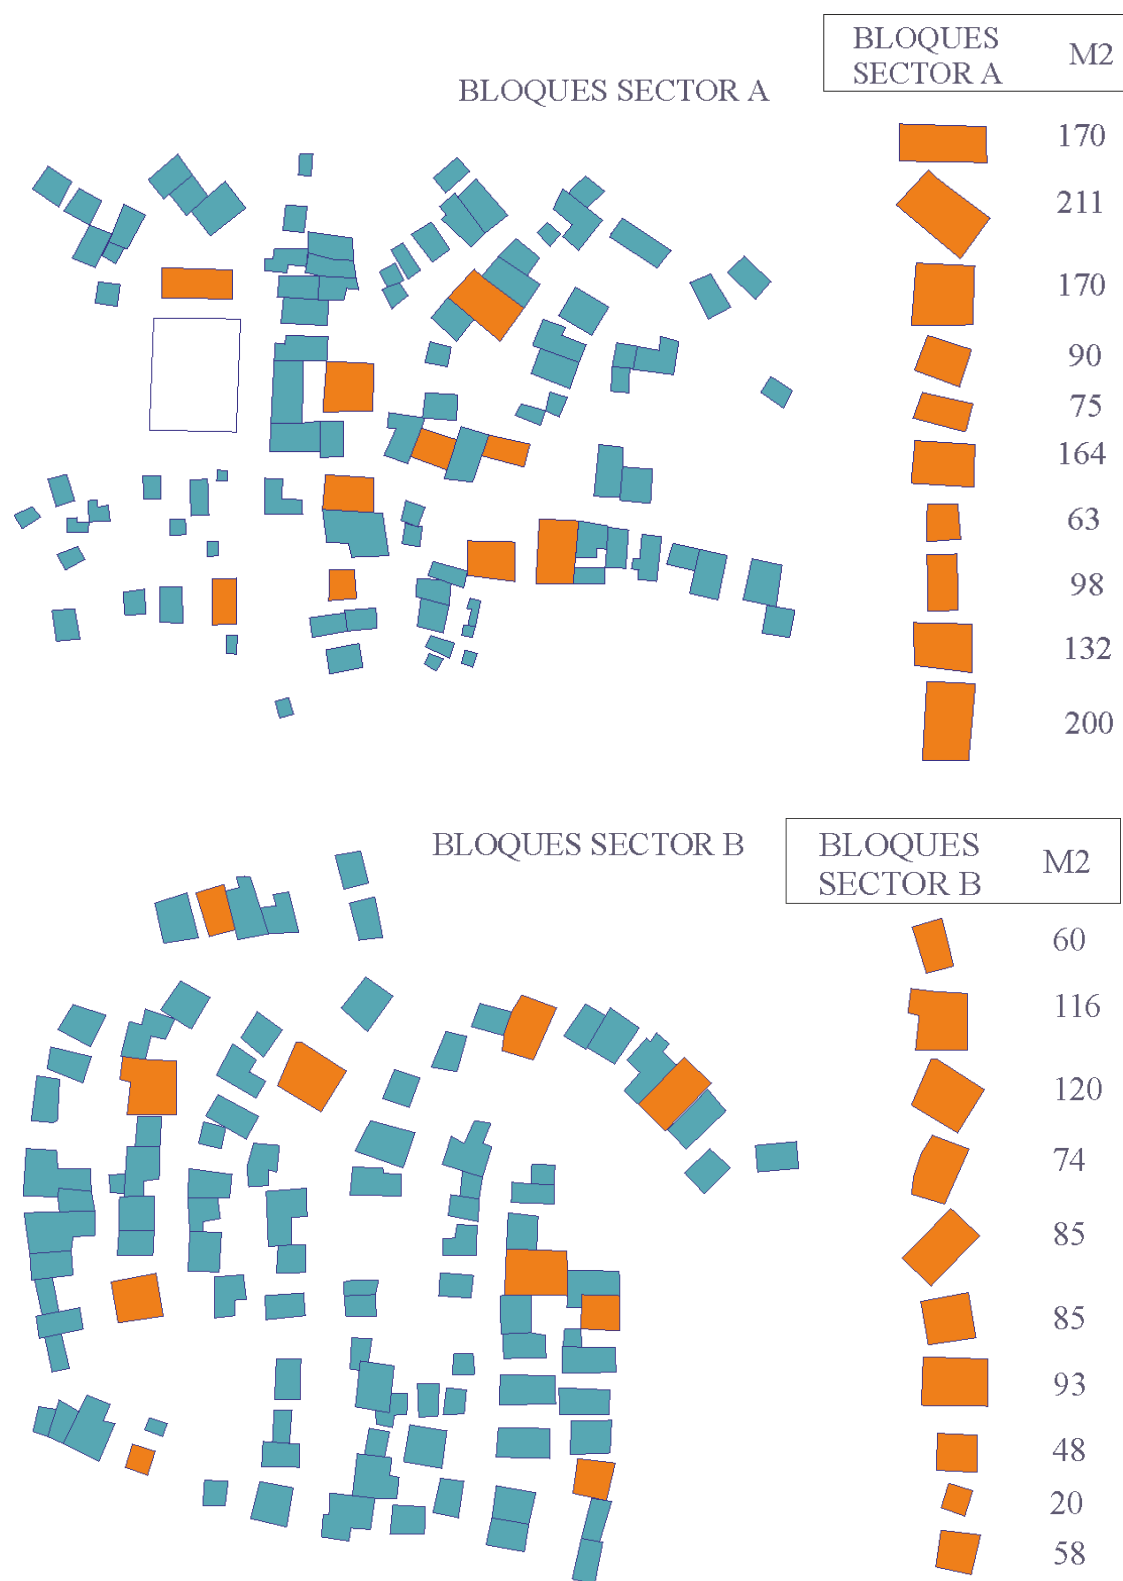 BLOQUES SECTOR A
BLOQUES
SECTOR A
M2
170
211
170
90
75
164
63
98
132
200
BLOQUES SECTOR B
BLOQUES
SECTOR B
M2
60
116
120
74
85
85
93
48
20
58